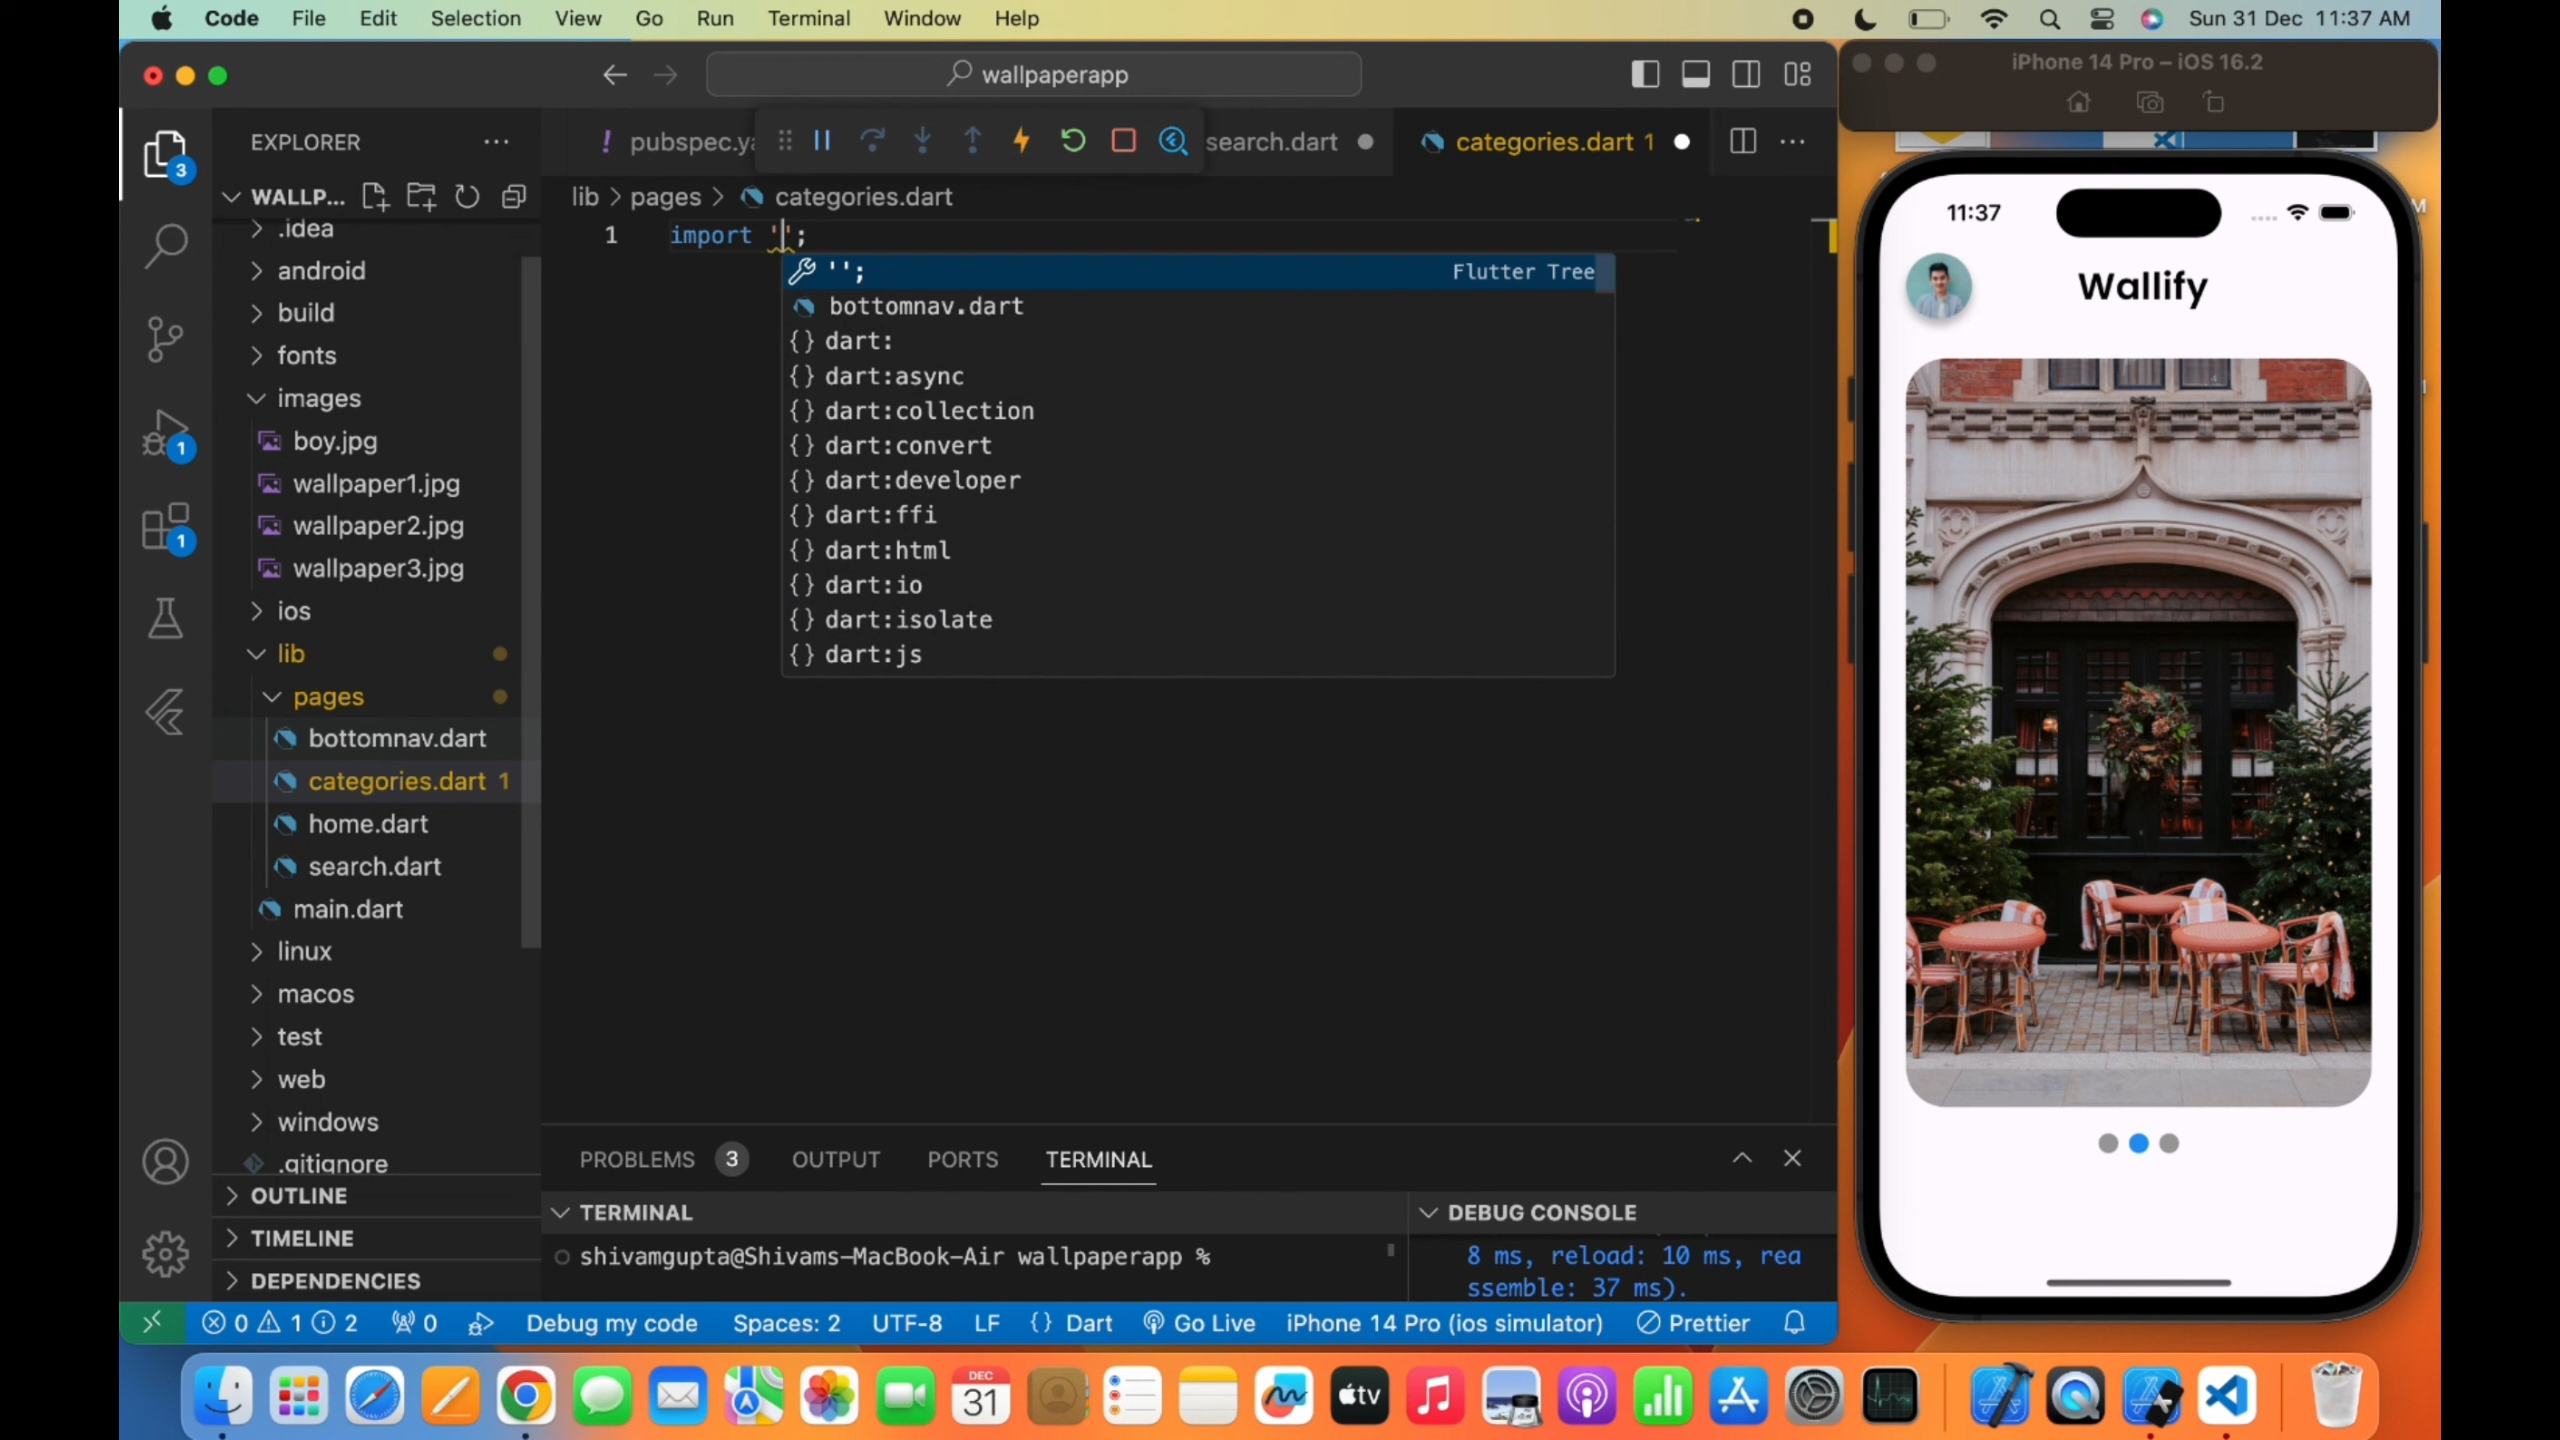 Code File Edit Selection View Go Run Terminal Window Help
Sun 31 Dec 11:37 AM
wallpaperapp
iPhone 14 Pro – iOS 16.2
EXPLORER
3
! pubspec.ya
search.dart
categories.dart 1
WALLP...
lib > pages > categories.dart
.idea
android
build
fonts
images
boy.jpg
wallpaper1.jpg
wallpaper2.jpg
wallpaper3.jpg
ios
lib
pages
bottomnav.dart
categories.dart 1
home.dart
search.dart
main.dart
linux
macos
test
web
windows
.gitignore
OUTLINE
TIMELINE
DEPENDENCIES
1
1
1 import '';
''; Flutter Tree
bottomnav.dart
{} dart:
{} dart:async
{} dart:collection
{} dart:convert
{} dart:developer
{} dart:ffi
{} dart:html
{} dart:io
{} dart:isolate
{} dart:js
PROBLEMS 3 OUTPUT PORTS TERMINAL
TERMINAL
shivamgupta@Shivams-MacBook-Air wallpaperapp %
DEBUG CONSOLE
8 ms, reload: 10 ms, rea
ssemble: 37 ms).
0 1 2 0 Debug my code Spaces: 2 UTF-8 LF {} Dart Go Live iPhone 14 Pro (ios simulator) Prettier
11:37
Wallify
DEC
31
tv